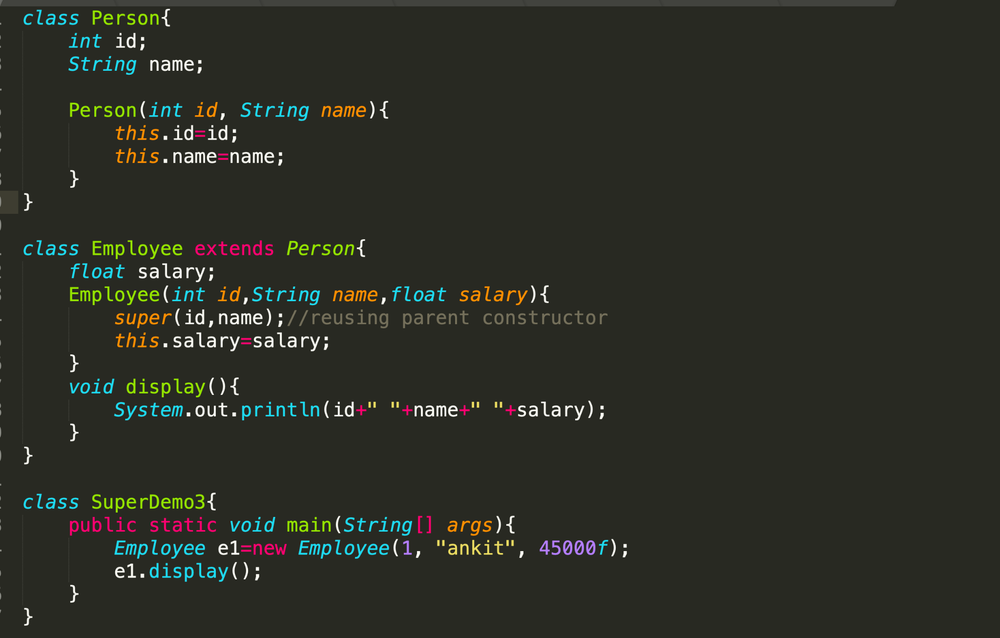 class Person{
int id;
String name;
Person(int id, String name){
this.id=id;
this.name=name;
}
}
class Employee extends Person{
float salary;
Employee(int id,String name,float salary){
super(id,name);//reusing parent constructor
this.salary=salary;
}
void display(){
System.out.println(id+" "+name+" "+salary);
}
}
class SuperDemo3{
public static void main(String[] args){
Employee e1=new Employee(1, "ankit", 45000f);
e1.display();
}
}